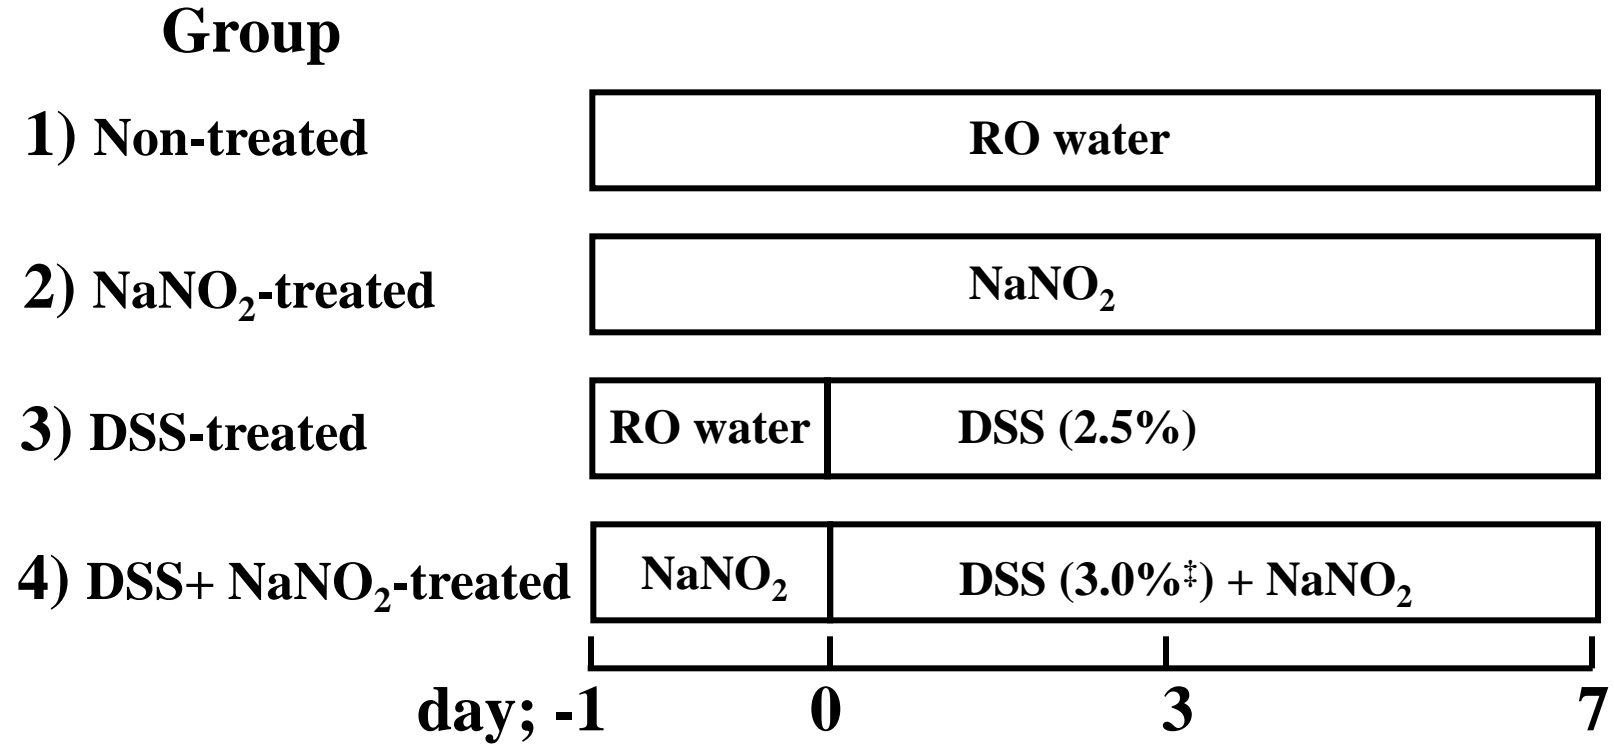 Group
1) Non-treated RO water
2) NaNO₂-treated NaNO₂
3) DSS-treated RO water DSS (2.5%)
4) DSS+ NaNO₂-treated NaNO₂ DSS (3.0%‡) + NaNO₂
day; -1 0 3 7